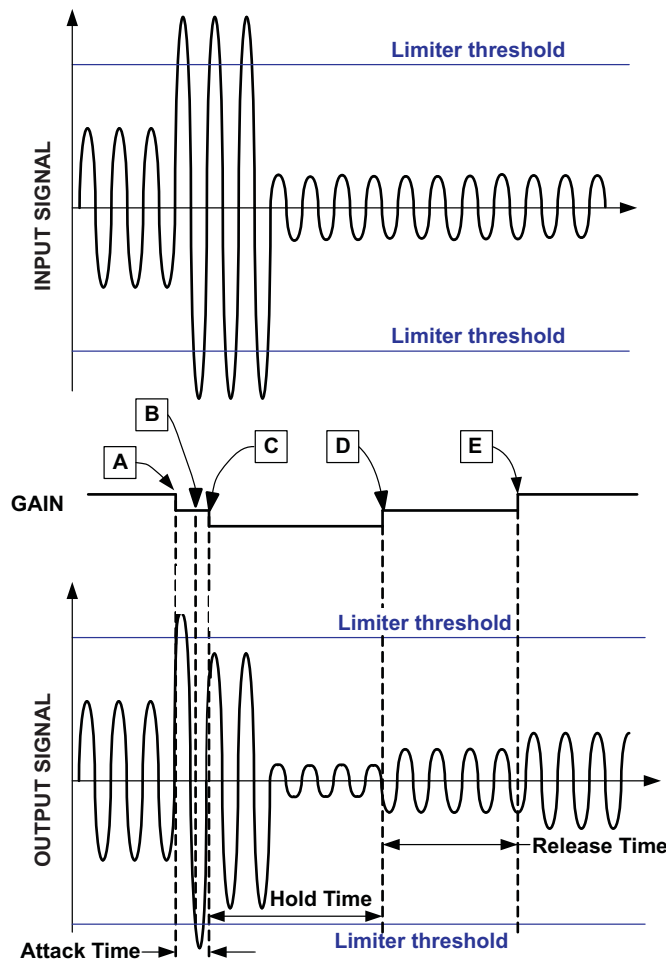 Limiter threshold
INPUT SIGNAL
Limiter threshold
B
A
C
D
E
GAIN
Limiter threshold
OUTPUT SIGNAL
Release Time
Hold Time
Limiter threshold
Attack Time